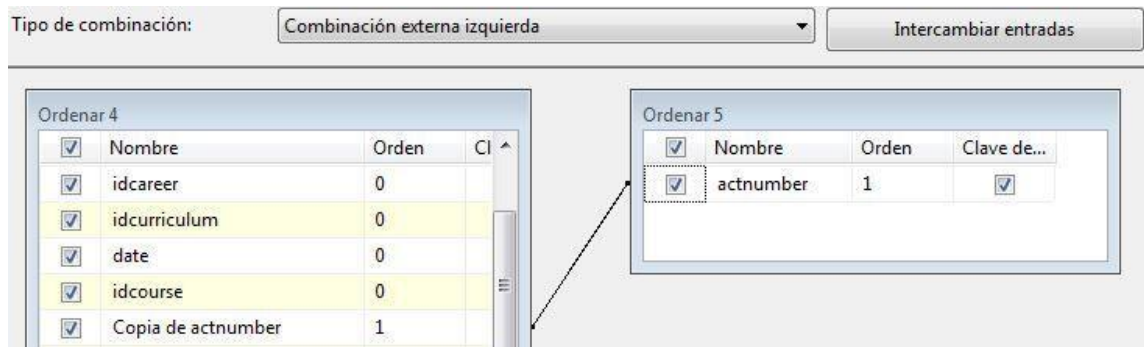 Tipo de combinación: Combinación externa izquierda Intercambiar entradas
Ordenar 4
Nombre Orden Cl
idcareer 0
idcurriculum 0
date 0
idcourse 0
Copia de actnumber 1
Ordenar 5
Nombre Orden Clave de...
actnumber 1